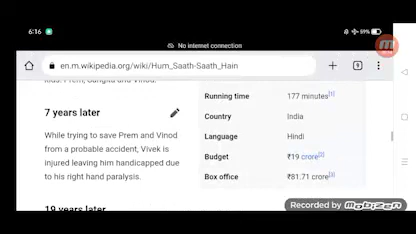 6:16
59%
No internet connection
en.m.wikipedia.org/wiki/Hum_Saath-Saath_Hain
9
kids: Prem, Sangita and Vinod.
7 years later
While trying to save Prem and Vinod
from a probable accident, Vivek is
injured leaving him handicapped due
to his right hand paralysis.
19 years later
Running time 177 minutes[1]
Country India
Language Hindi
Budget ₹19 crore[2]
Box office ₹81.71 crore[3]
Recorded by mobizen